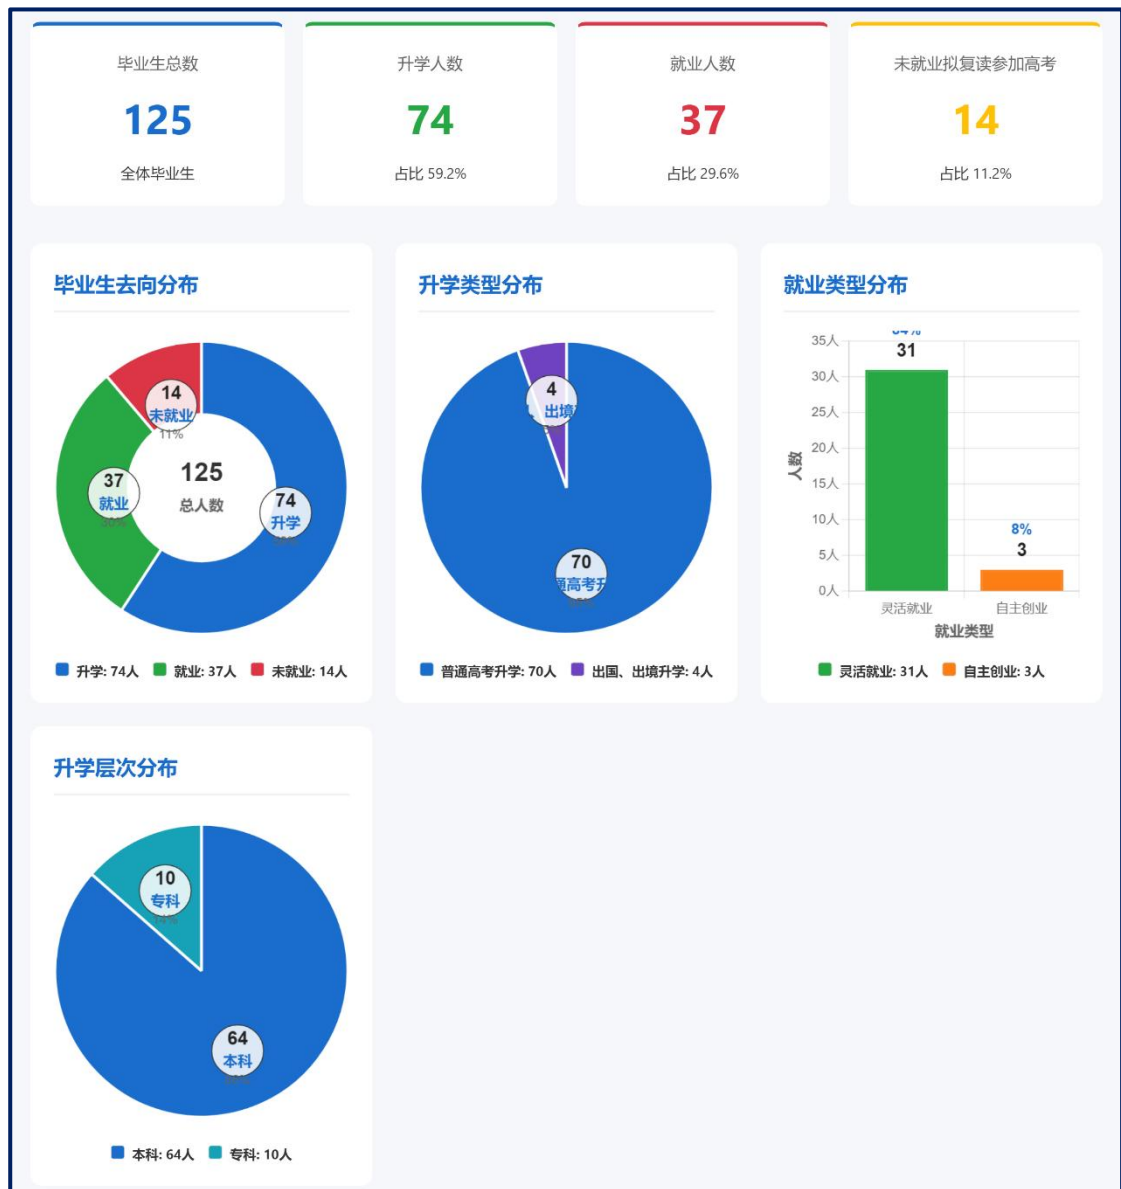 毕业生总数
125
全体毕业生
升学人数
74
占比 59.2%
就业人数
37
占比 29.6%
未就业拟复读参加高考
14
占比 11.2%
毕业生去向分布
14
未就业
11%
37
就业
125
总人数
74
升学
升学: 74人 就业: 37人 未就业: 14人
升学类型分布
4
出境
70
通高考升
普通高考升学: 70人 出国、出境升学: 4人
就业类型分布
35人
30人
25人
20人
15人
10人
5人
0人
人数
31
8%
3
灵活就业 自主创业
就业类型
灵活就业: 31人 自主创业: 3人
升学层次分布
10
专科
14%
64
本科
本科: 64人 专科: 10人